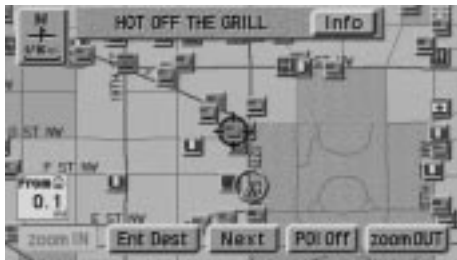 N
HOT OFF THE GRILL
Info
G ST NW
F ST NW
From
0.1
E ST
zoom IN
Ent Dest
Next
POI Off
zoom OUT